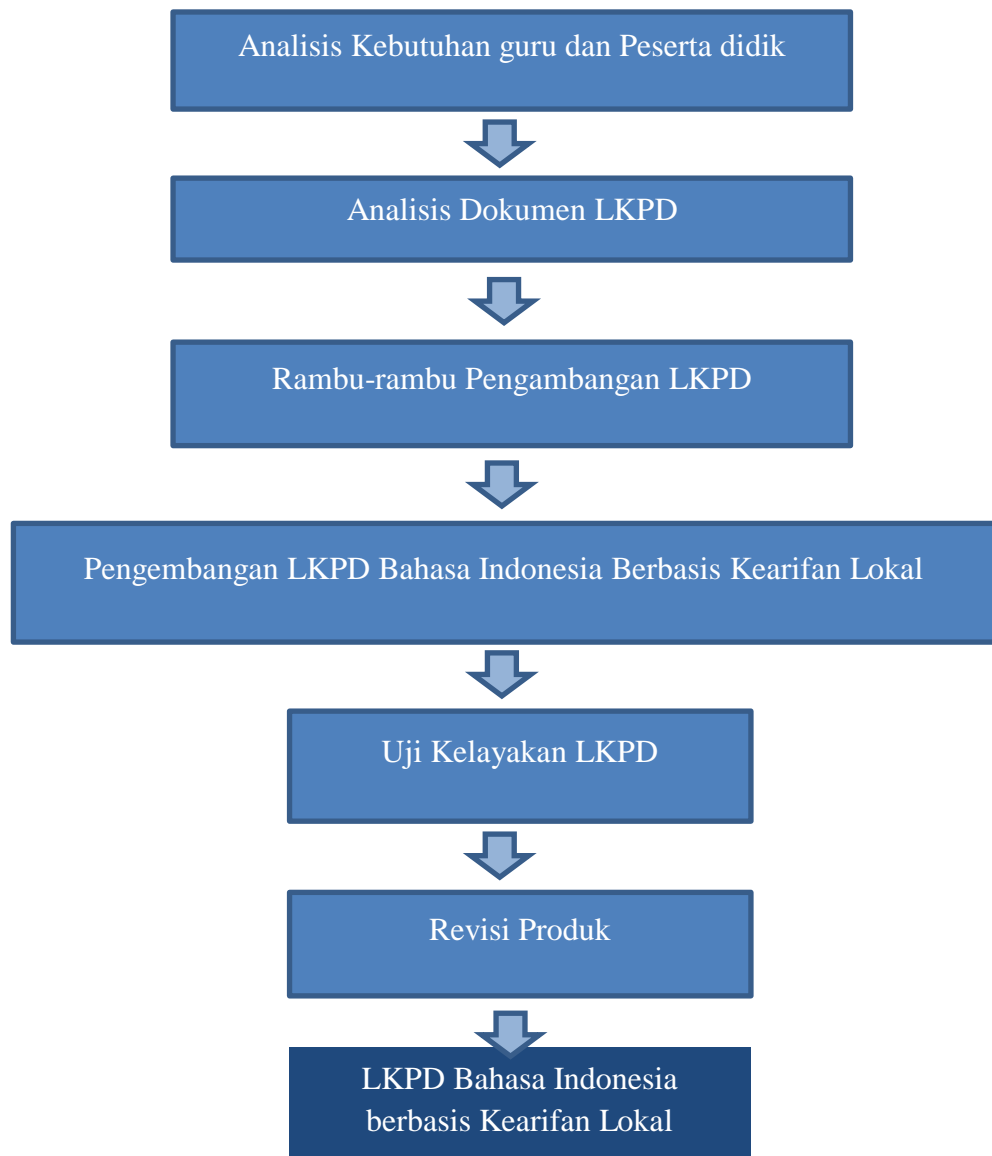 Analisis Kebutuhan guru dan Peserta didik
Analisis Dokumen LKPD
Rambu-rambu Pengambangan LKPD
Pengembangan LKPD Bahasa Indonesia Berbasis Kearifan Lokal
Uji Kelayakan LKPD
Revisi Produk
LKPD Bahasa Indonesia
berbasis Kearifan Lokal